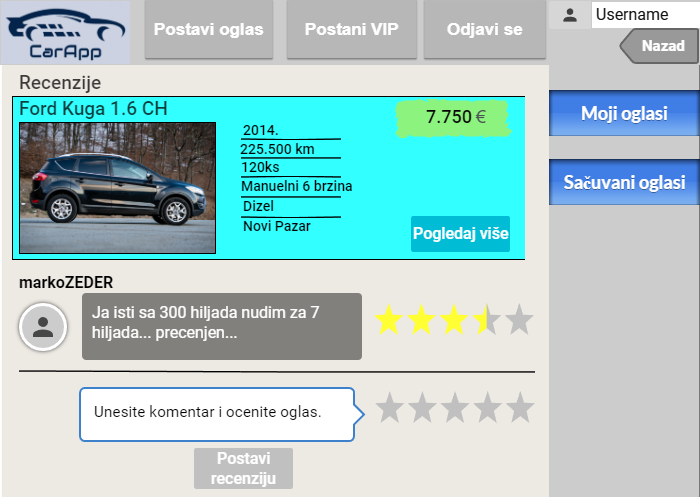 CarApp
Postavi oglas
Postani VIP
Odjavi se
Username
Nazad
Recenzije
Ford Kuga 1.6 CH
7.750 €
2014.
225.500 km
120ks
Manuelni 6 brzina
Dizel
Novi Pazar
Pogledaj više
Moji oglasi
Sačuvani oglasi
markoZEDER
Ja isti sa 300 hiljada nudim za 7
hiljada... precenjen...
Unesite komentar i ocenite oglas.
Postavi
recenziju